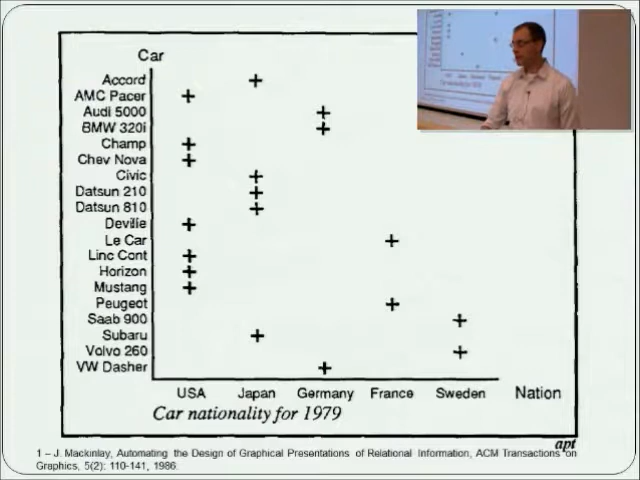 Car
Accord
AMC Pacer
Audi 5000
BMW 320i
Champ
Chev Nova
Civic
Datsun 210
Datsun 810
Deville
Le Car
Linc Cont
Horizon
Mustang
Peugeot
Saab 900
Subaru
Volvo 260
VW Dasher
USA Japan Germany France Sweden Nation
Car nationality for 1979
apt
1 – J. Mackinlay, Automating the Design of Graphical Presentations of Relational Information, ACM Transactions on
Graphics, 5(2): 110-141, 1986.